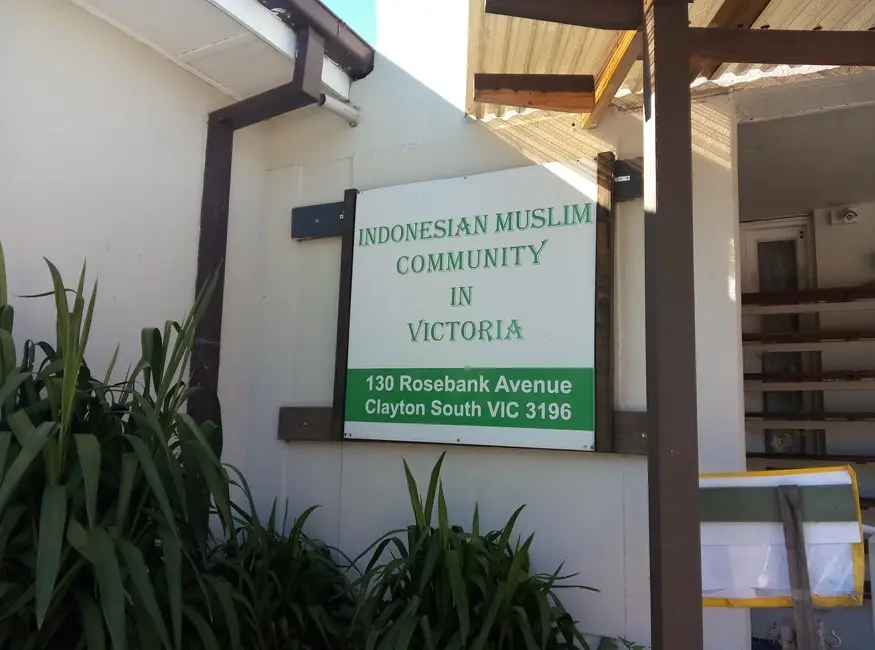 INDONESIAN MUSLIM
COMMUNITY
IN
VICTORIA
130 Rosebank Avenue
Clayton South VIC 3196